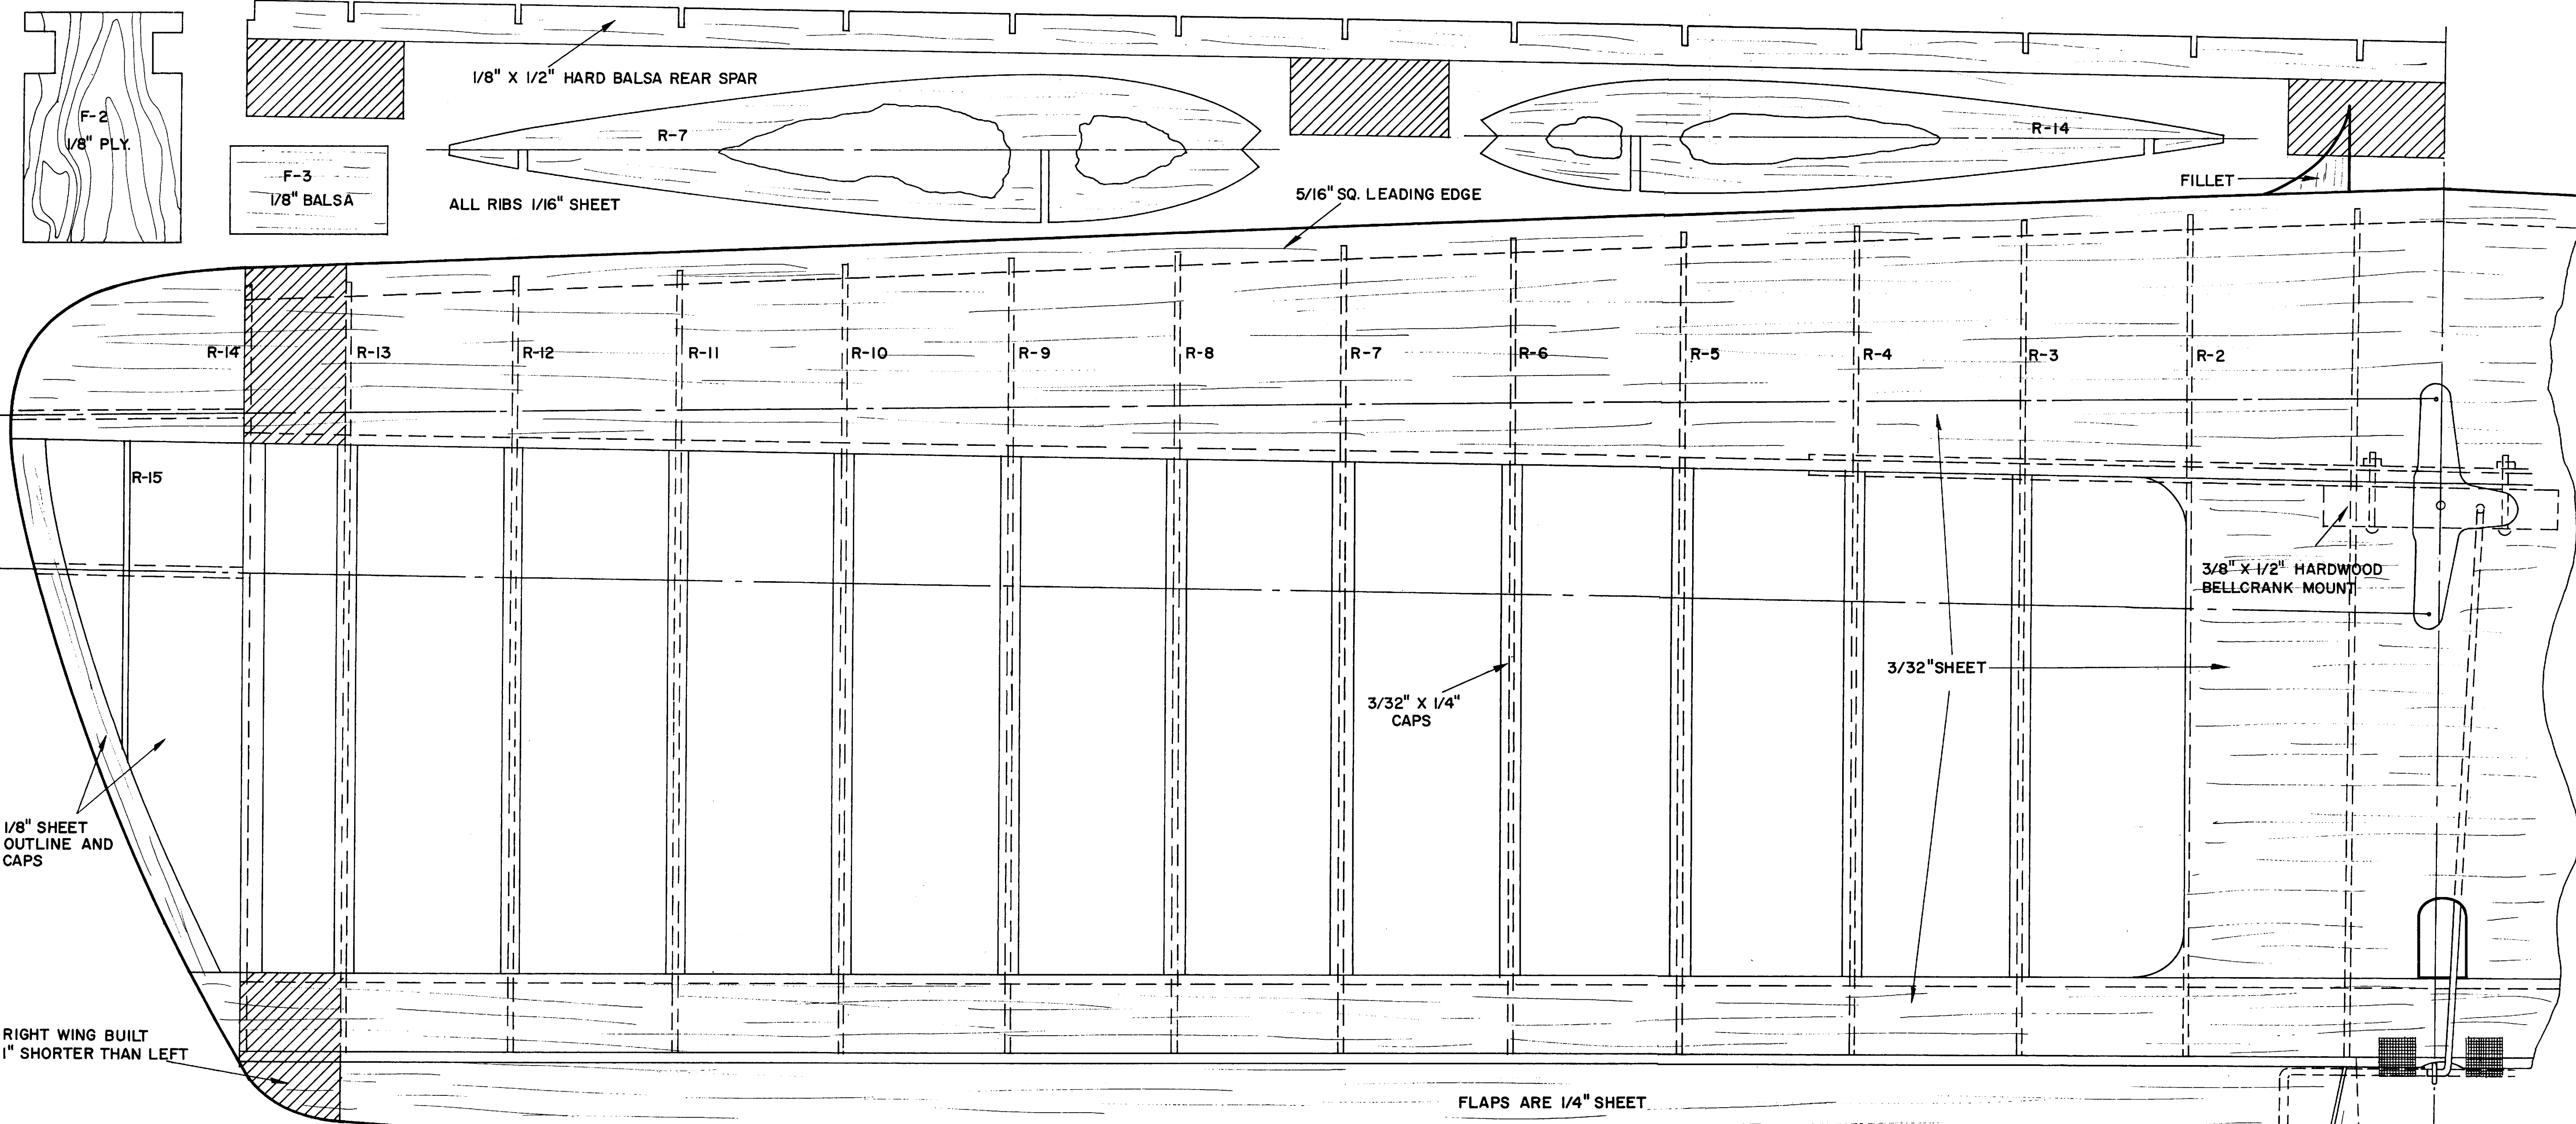 1/8" X 1/2" HARD BALSA REAR SPAR
F-2
1/8" PLY.
F-3
1/8" BALSA
R-7
R-14
ALL RIBS 1/16" SHEET
5/16" SQ. LEADING EDGE
FILLET
R-14
R-13
R-12
R-11
R-10
R-9
R-8
R-7
R-6
R-5
R-4
R-3
R-2
R-15
3/8" X 1/2" HARDWOOD
BELLCRANK MOUNT
3/32" SHEET
3/32" X 1/4"
CAPS
1/8" SHEET
OUTLINE AND
CAPS
RIGHT WING BUILT
1" SHORTER THAN LEFT
FLAPS ARE 1/4" SHEET